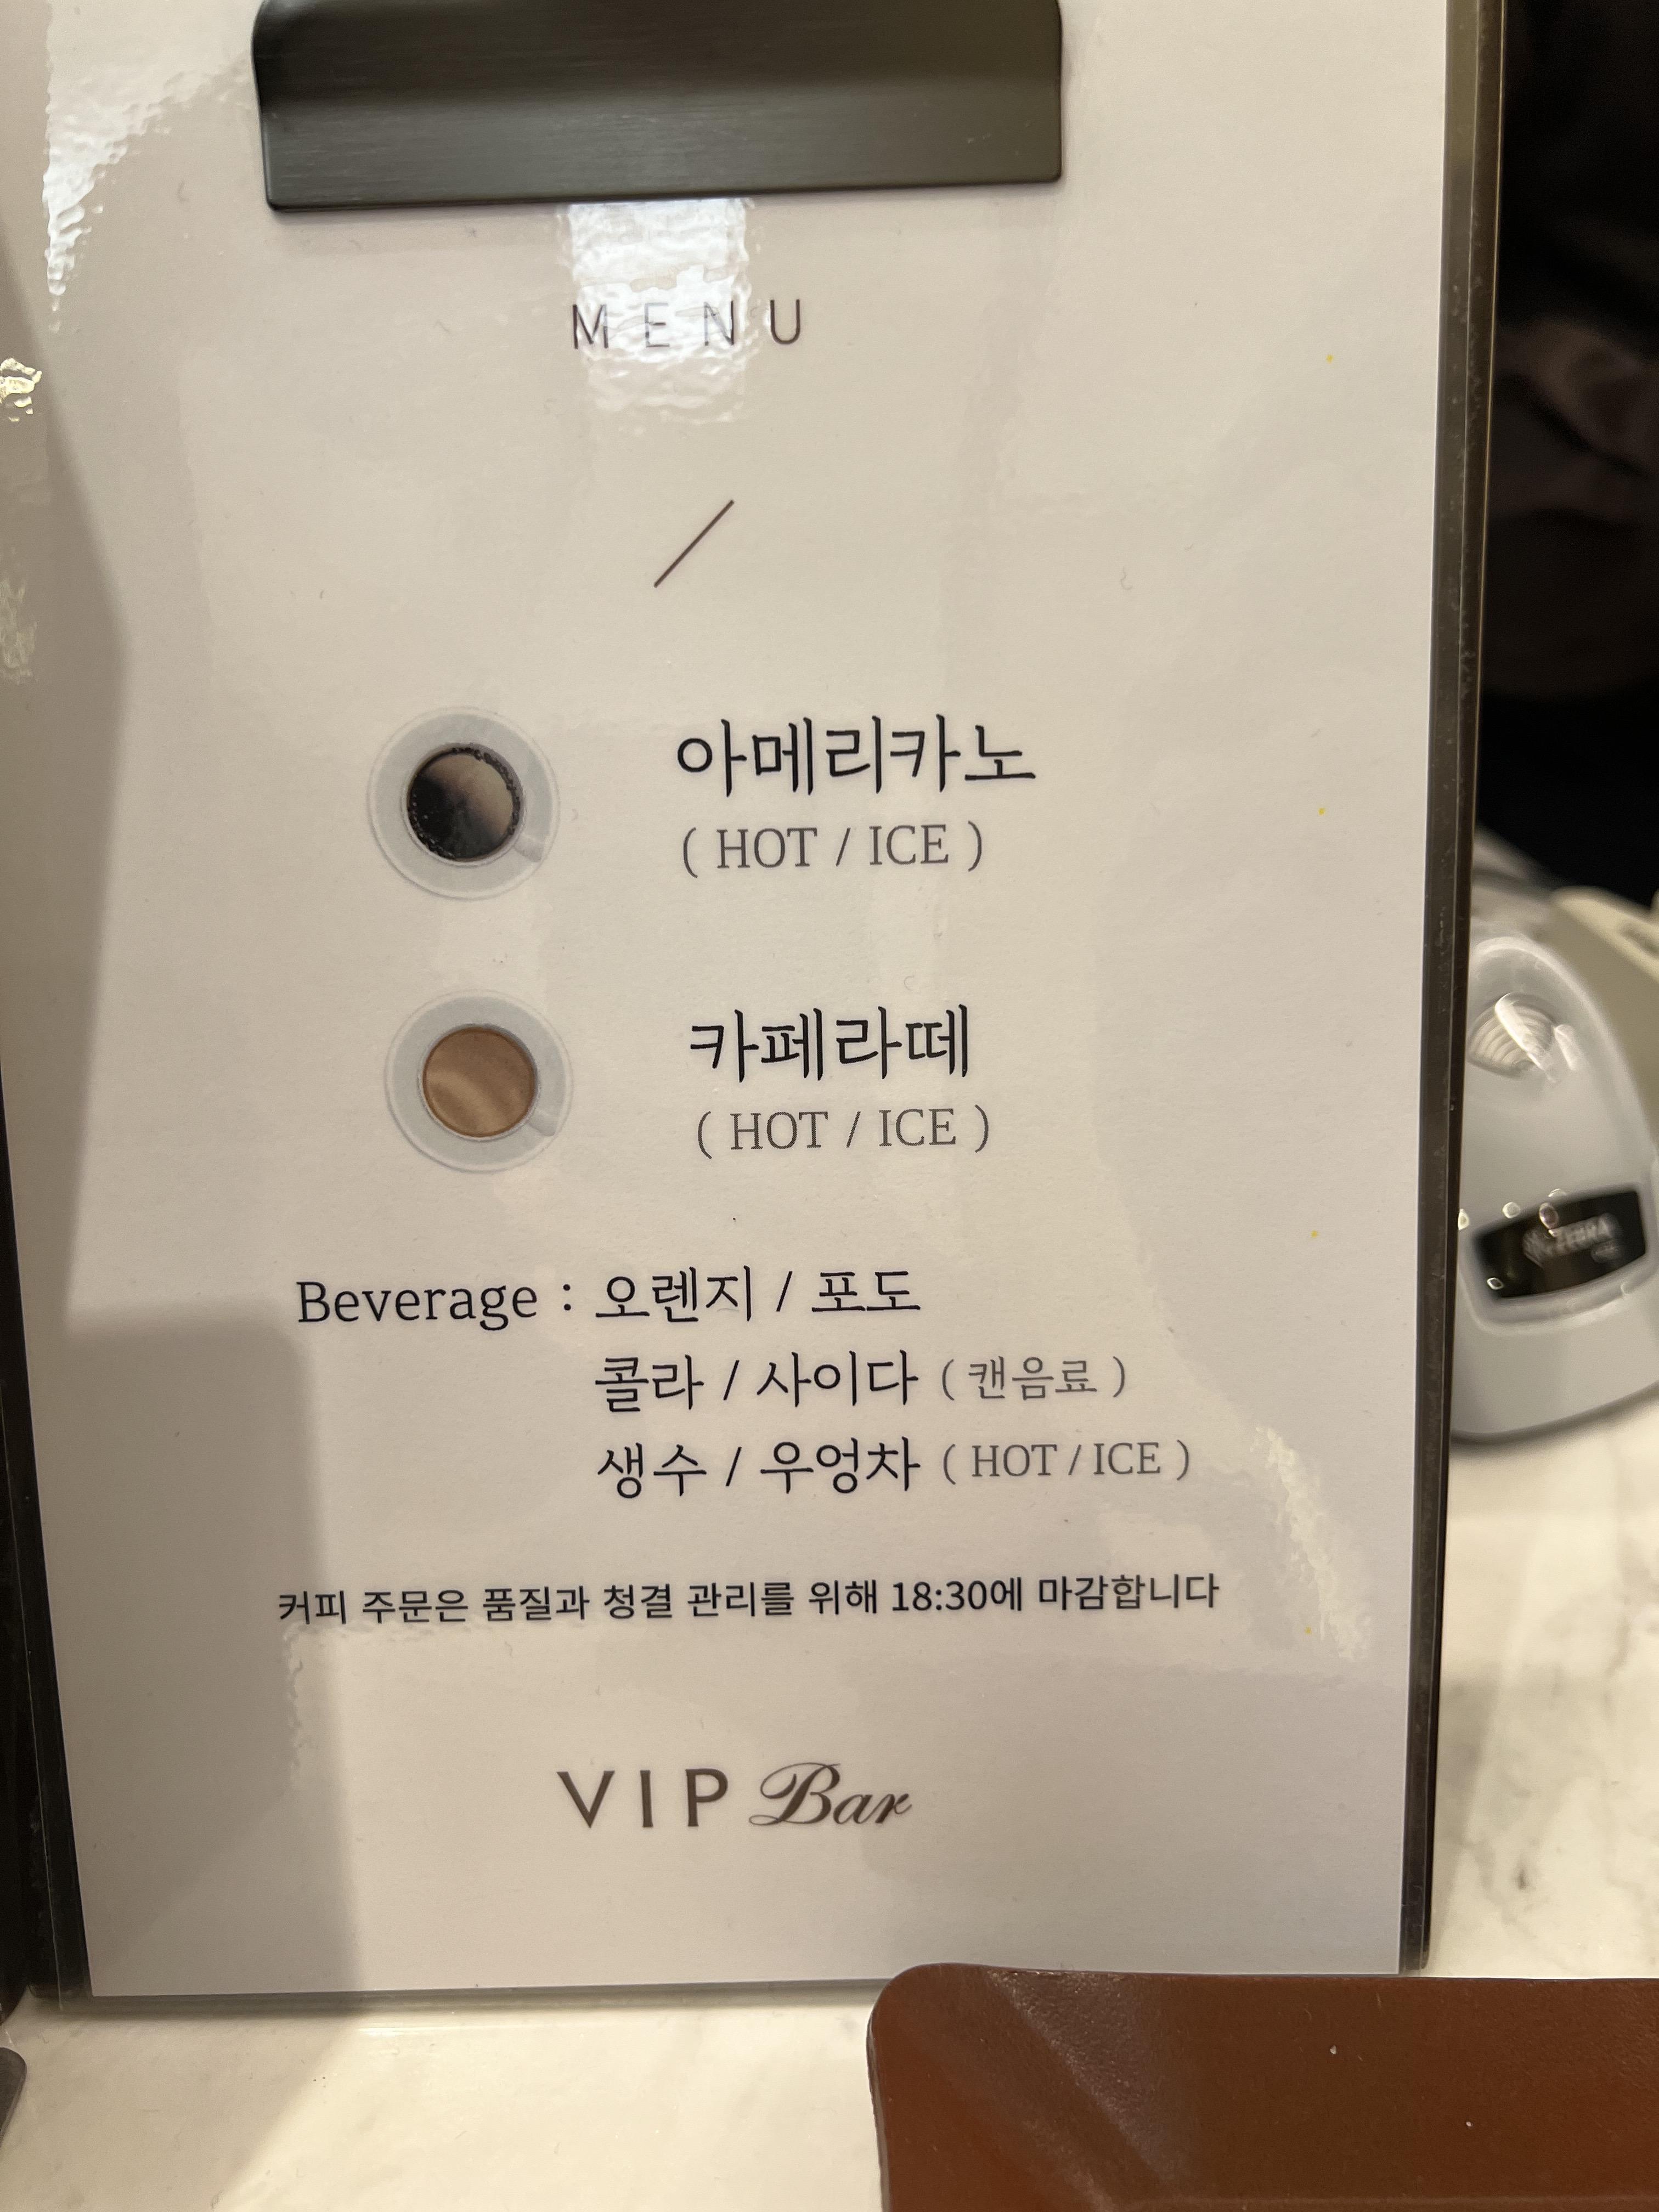 MENU
/
아메리카노
( HOT / ICE )
카페라떼
( HOT / ICE )
Beverage : 오렌지 / 포도
콜라 / 사이다 ( 캔음료 )
생수 / 우엉차 ( HOT / ICE )
커피 주문은 품질과 청결 관리를 위해 18:30에 마감합니다
VIP Bar
ZEBRA